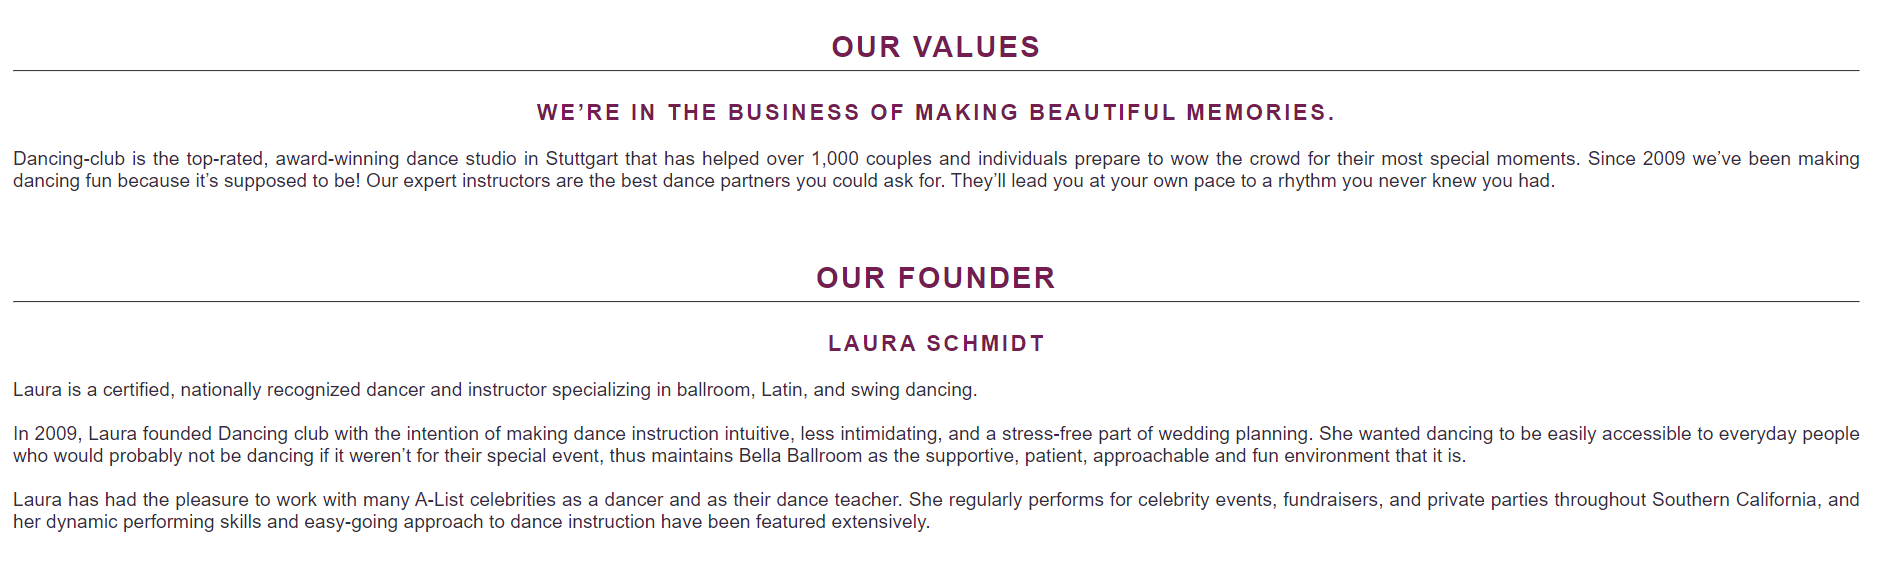 OUR VALUES
WE’RE IN THE BUSINESS OF MAKING BEAUTIFUL MEMORIES.
Dancing-club is the top-rated, award-winning dance studio in Stuttgart that has helped over 1,000 couples and individuals prepare to wow the crowd for their most special moments. Since 2009 we’ve been making
dancing fun because it’s supposed to be! Our expert instructors are the best dance partners you could ask for. They’ll lead you at your own pace to a rhythm you never knew you had.
OUR FOUNDER
LAURA SCHMIDT
Laura is a certified, nationally recognized dancer and instructor specializing in ballroom, Latin, and swing dancing.
In 2009, Laura founded Dancing club with the intention of making dance instruction intuitive, less intimidating, and a stress-free part of wedding planning. She wanted dancing to be easily accessible to everyday people
who would probably not be dancing if it weren’t for their special event, thus maintains Bella Ballroom as the supportive, patient, approachable and fun environment that it is.
Laura has had the pleasure to work with many A-List celebrities as a dancer and as their dance teacher. She regularly performs for celebrity events, fundraisers, and private parties throughout Southern California, and
her dynamic performing skills and easy-going approach to dance instruction have been featured extensively.